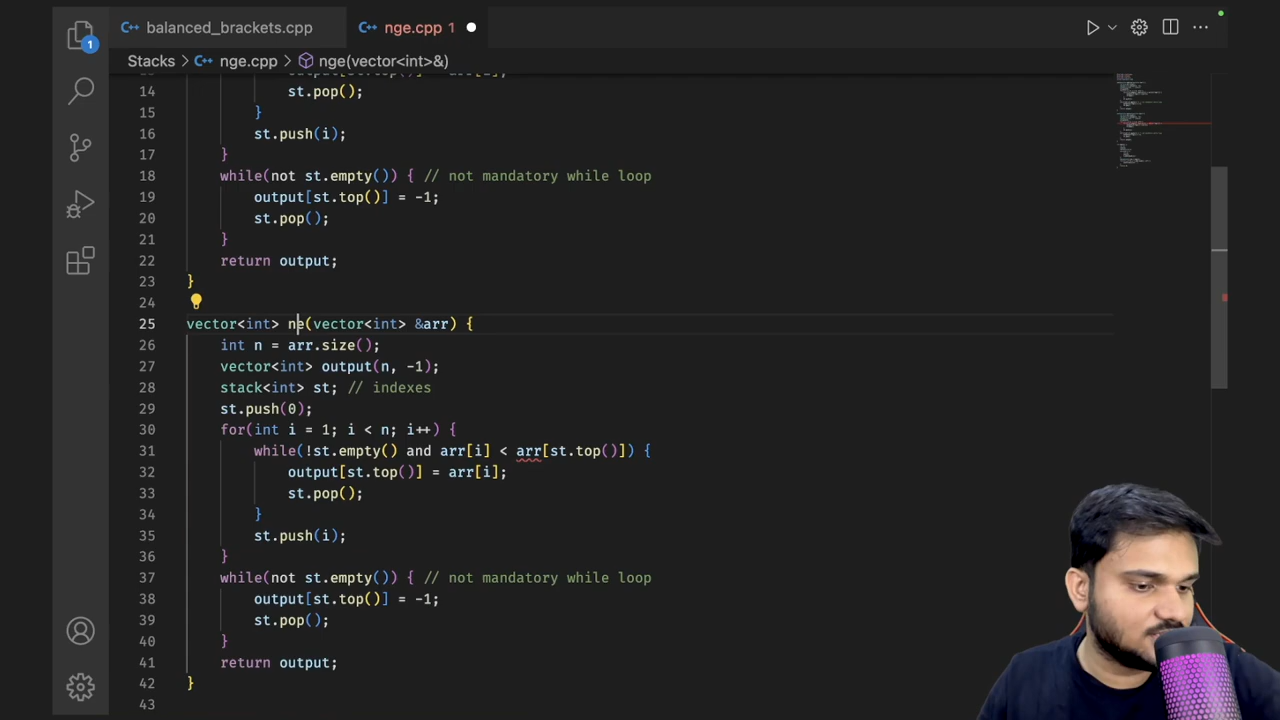 balanced_brackets.cpp
nge.cpp 1
1
Stacks > nge.cpp > nge(vector<int>&)
14 st.pop();
15 }
16 st.push(i);
17 }
18 while(not st.empty()) { // not mandatory while loop
19 output[st.top()] = -1;
20 st.pop();
21 }
22 return output;
23 }
24
25 vector<int> ne(vector<int> &arr) {
26 int n = arr.size();
27 vector<int> output(n, -1);
28 stack<int> st; // indexes
29 st.push(0);
30 for(int i = 1; i < n; i++) {
31 while(!st.empty() and arr[i] < arr[st.top()]) {
32 output[st.top()] = arr[i];
33 st.pop();
34 }
35 st.push(i);
36 }
37 while(not st.empty()) { // not mandatory while loop
38 output[st.top()] = -1;
39 st.pop();
40 }
41 return output;
42 }
43